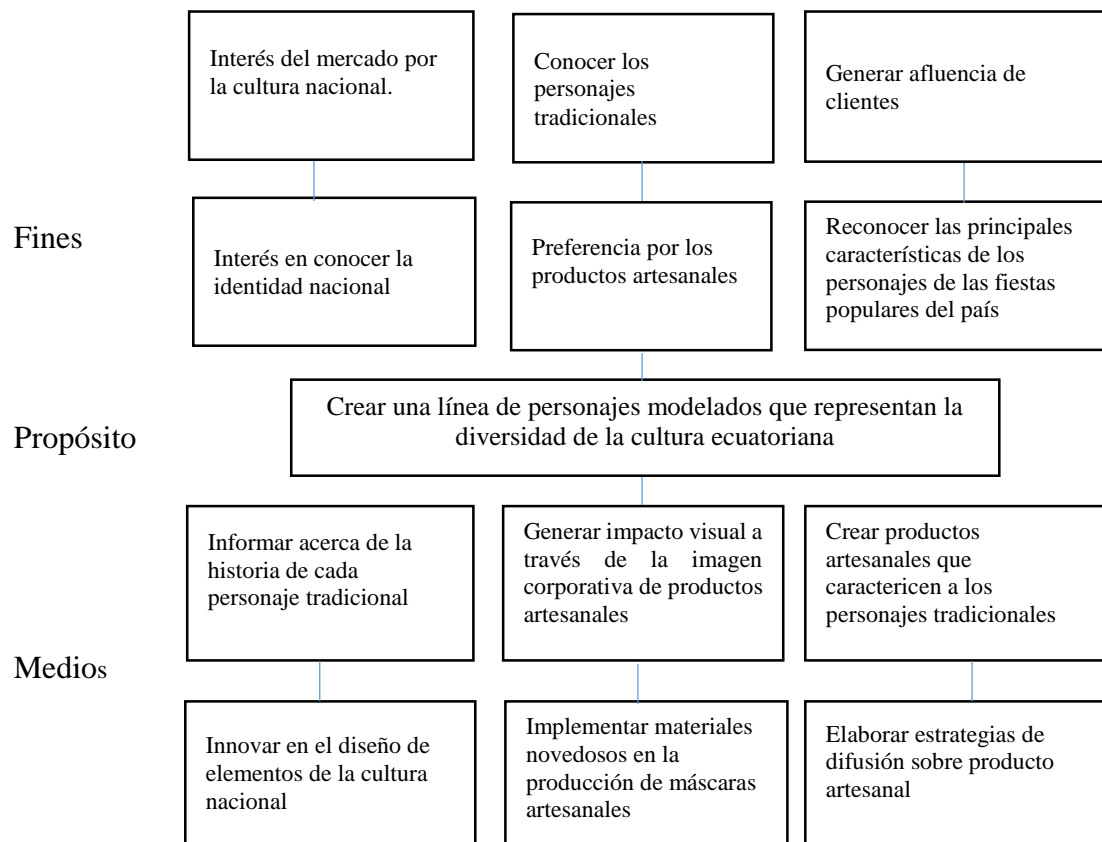 Interés del mercado por
la cultura nacional.
Conocer los
personajes
tradicionales
Generar afluencia de
clientes
Fines
Interés en conocer la
identidad nacional
Preferencia por los
productos artesanales
Reconocer las principales
características de los
personajes de las fiestas
populares del país
Propósito
Crear una línea de personajes modelados que representan la
diversidad de la cultura ecuatoriana
Informar acerca de la
historia de cada
personaje tradicional
Generar impacto visual a
través de la imagen
corporativa de productos
artesanales
Crear productos
artesanales que
caractericen a los
personajes tradicionales
Medios
Innovar en el diseño de
elementos de la cultura
nacional
Implementar materiales
novedosos en la
producción de máscaras
artesanales
Elaborar estrategias de
difusión sobre producto
artesanal